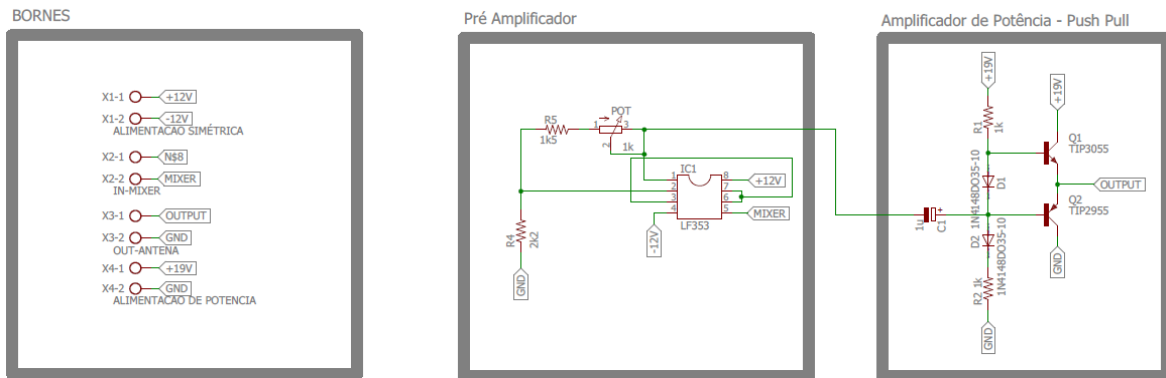 BORNES
X1-1 +12V
X1-2 -12V
ALIMENTACAO SIMÉTRICA
X2-1 N$8
X2-2 MIXER
IN-MIXER
X3-1 OUTPUT
X3-2 GND
OUT-ANTENA
X4-1 +19V
X4-2 GND
ALIMENTACÃO DE POTENCIA
Pré Amplificador
POT
R5
1 3
1k5
2 1k
IC1
1 8 +12V
2 7
3 6
4 5 MIXER
LF353
-12V
R4
2k2
GND
Amplificador de Potência - Push Pull
+19V
+19V
R1
1k
Q1
TIP3055
1N4148DO35-10
D1
OUTPUT
Q2
TIP2955
1u
C1
+
D2
1N4148DO35-10
R2 1k
GND
GND